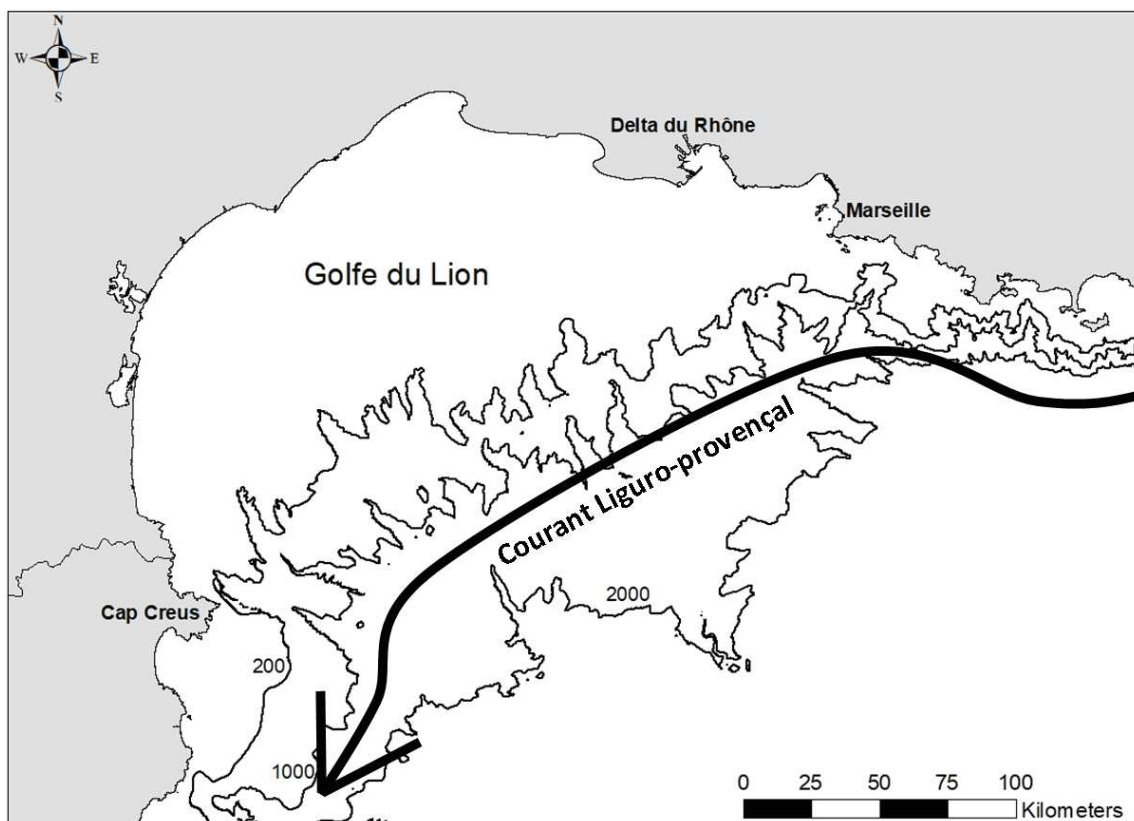 N
W E
S
Delta du Rhône
Marseille
Golfe du Lion
Courant Liguro-provençal
2000
Cap Creus
200
1000
0 25 50 75 100
Kilometers